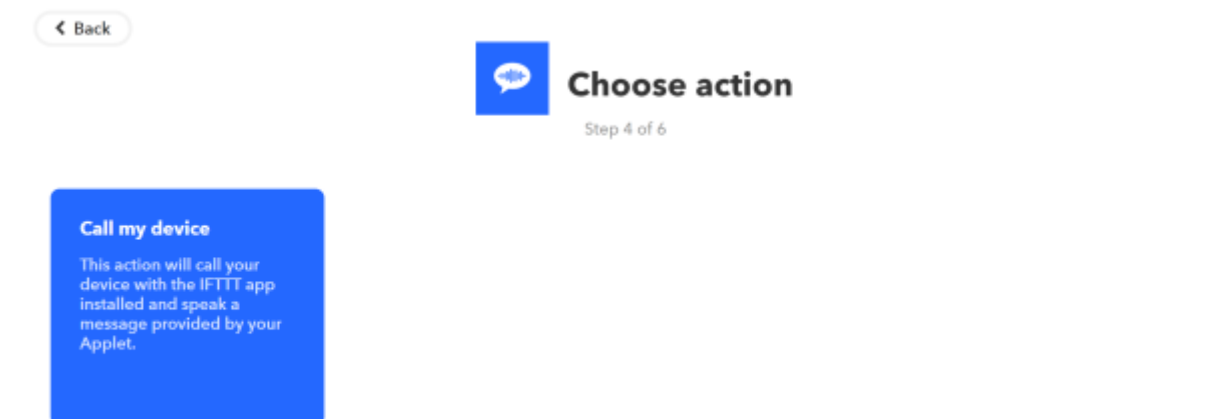 Back
Choose action
Step 4 of 6
Call my device
This action will call your
device with the IFTTT app
installed and speak a
message provided by your
Applet.